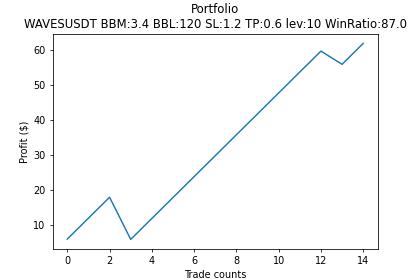 Portfolio
WAVESUSDT BBM:3.4 BBL:120 SL:1.2 TP:0.6 lev:10 WinRatio:87.0
Profit ($)
60
50
40
30
20
10
0 2 4 6 8 10 12 14
Trade counts